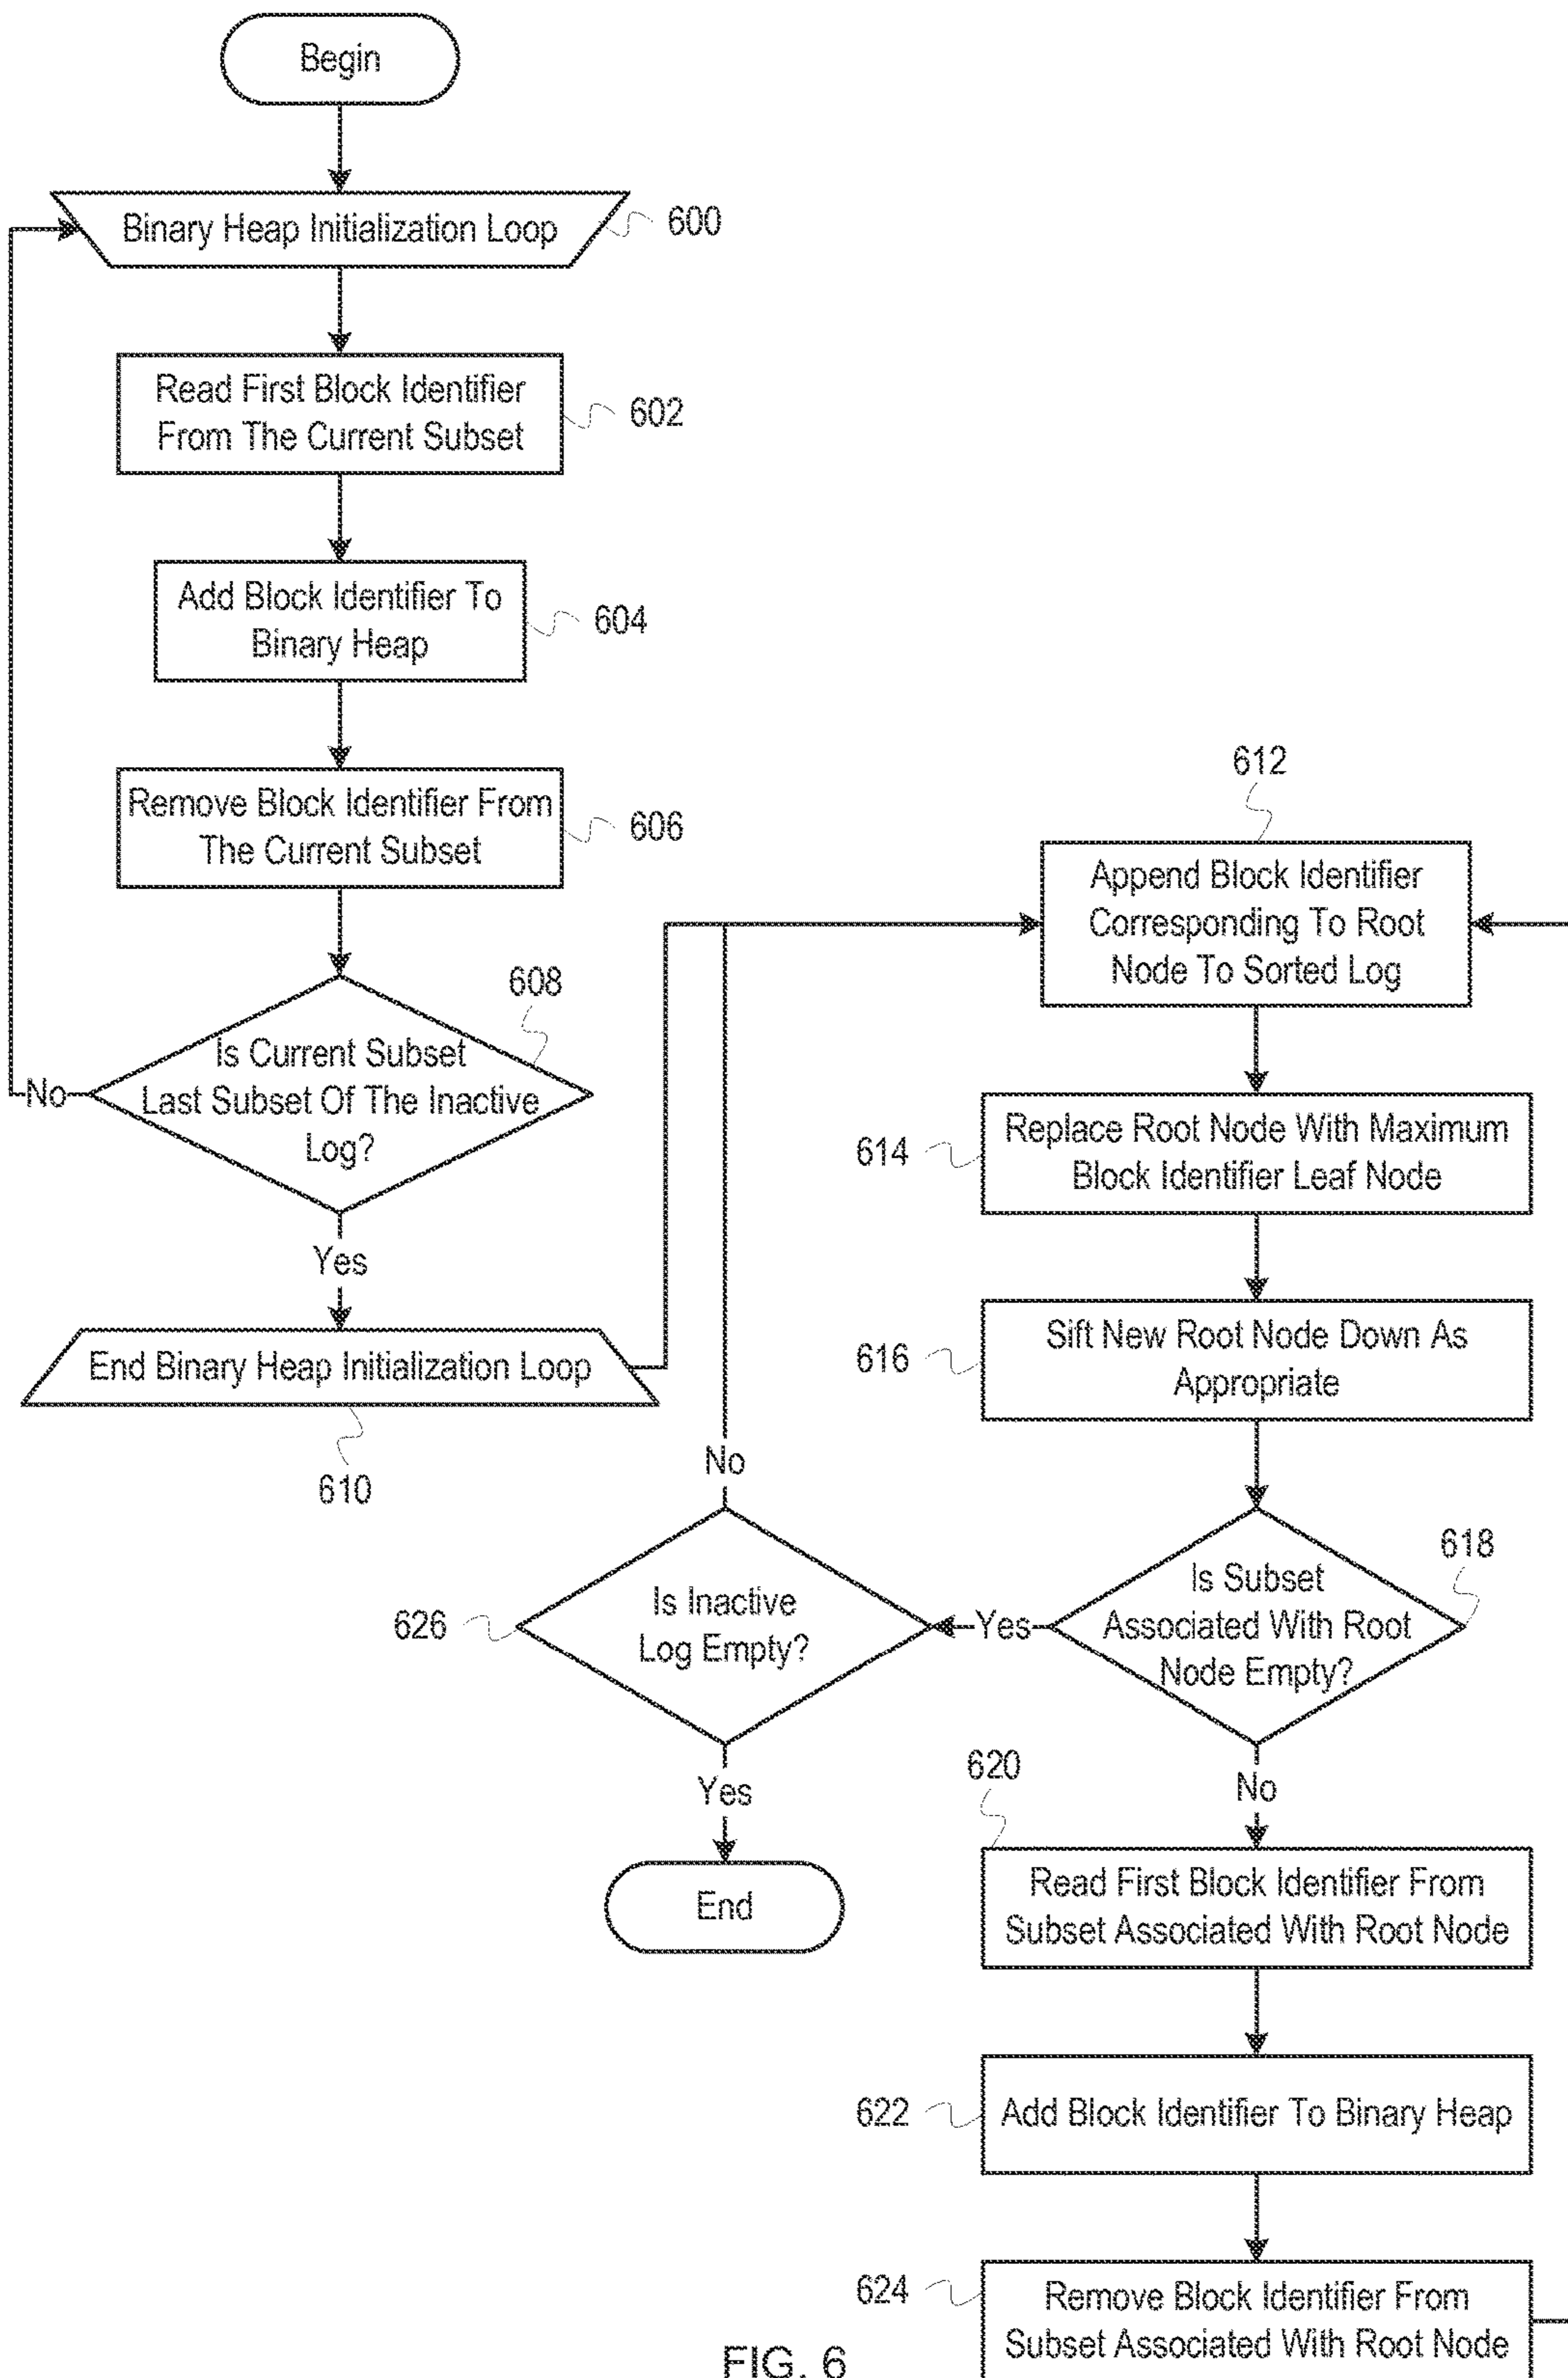 Begin
Binary Heap Initialization Loop
600
Read First Block Identifier
From The Current Subset
602
Add Block Identifier To
Binary Heap
604
Remove Block Identifier From
The Current Subset
606
608
Is Current Subset
Last Subset Of The Inactive
Log?
No
Yes
End Binary Heap Initialization Loop
610
612
Append Block Identifier
Corresponding To Root
Node To Sorted Log
614
Replace Root Node With Maximum
Block Identifier Leaf Node
616
Sift New Root Node Down As
Appropriate
618
Is Subset
Associated With Root
Node Empty?
Yes
No
626
Is Inactive
Log Empty?
No
Yes
End
620
Read First Block Identifier From
Subset Associated With Root Node
622
Add Block Identifier To Binary Heap
624
Remove Block Identifier From
Subset Associated With Root Node
FIG. 6